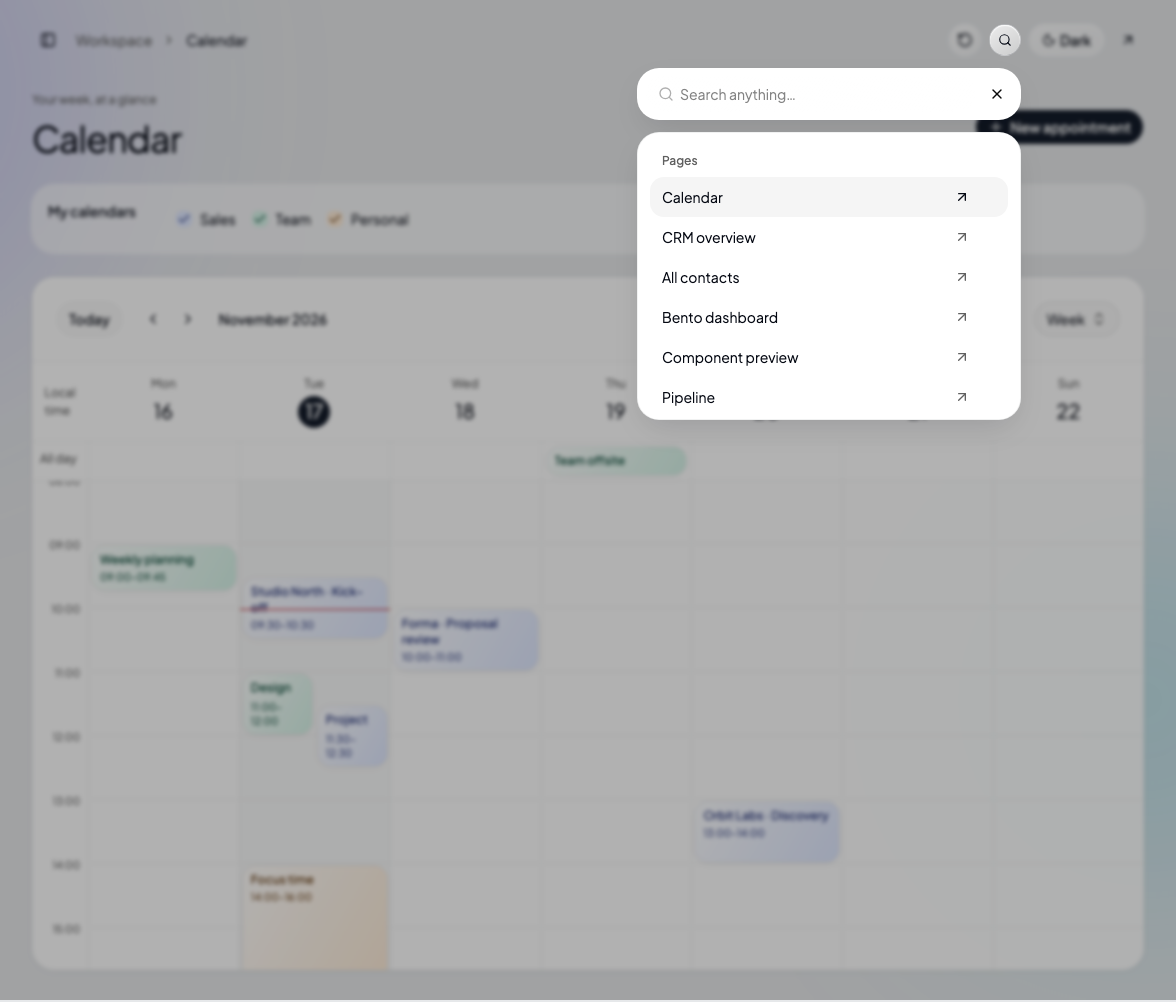 Workspace
Calendar
Dark
Search anything...
Your week, at a glance
Calendar
New appointment
Pages
Calendar
CRM overview
All contacts
Bento dashboard
Component preview
Pipeline
My calendars
Sales
Team
Personal
Today
November 2026
Week
Local time
Mon
16
Tue
17
Wed
18
Thu
19
Sun
22
All day
Team offsite
09:00
Weekly planning
09:00–09:45
Studio North · Kick-
off
09:30–10:30
10:00
Forma · Proposal
review
10:00–11:00
11:00
Design
11:00–
12:00
Project
11:30–
12:30
12:00
13:00
Orbit Labs · Discovery
13:00–14:00
14:00
Focus time
14:00–16:00
15:00